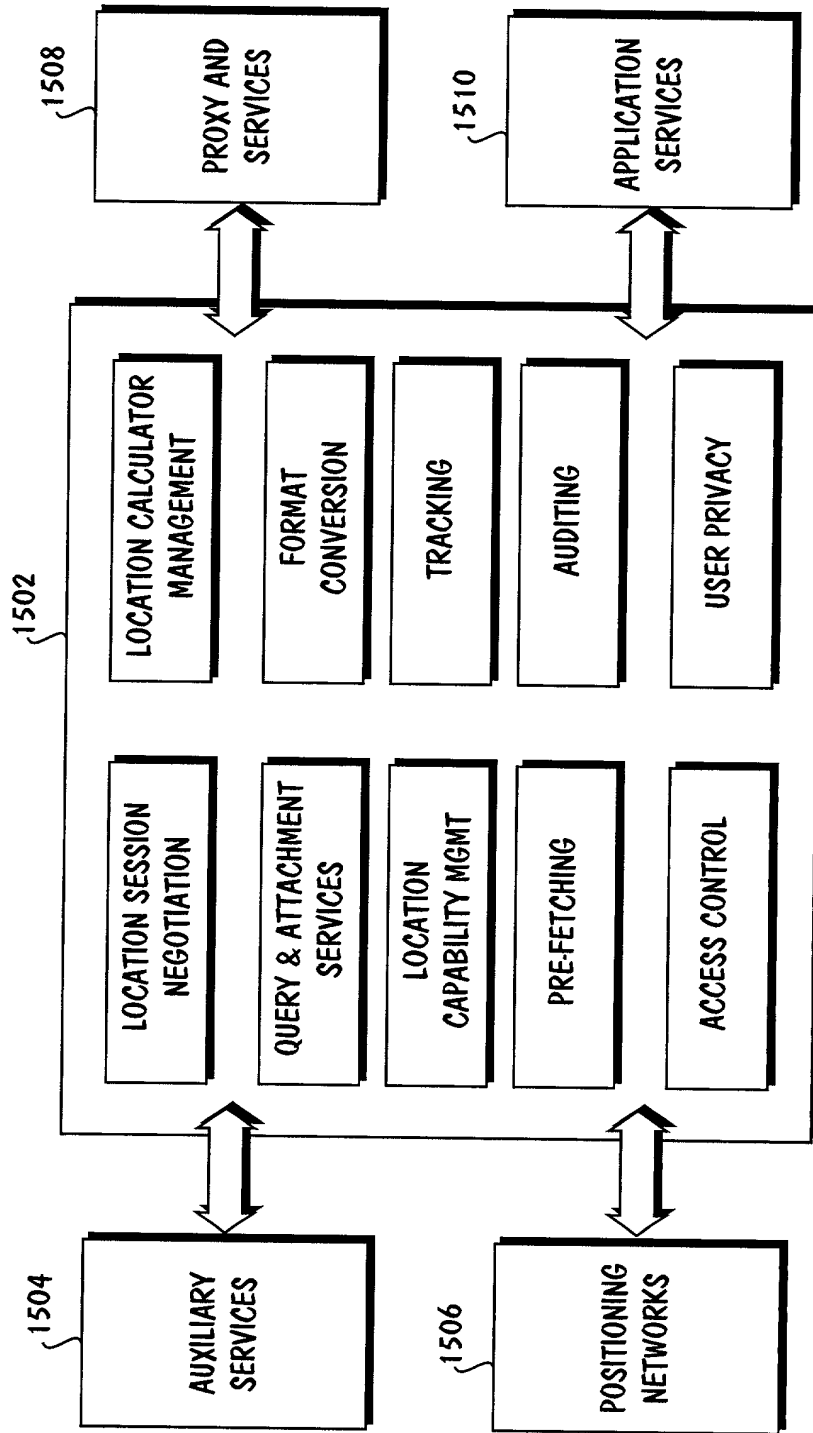 1502
1504
AUXILIARY
SERVICES
1506
POSITIONING
NETWORKS
LOCATION SESSION
NEGOTIATION
QUERY & ATTACHMENT
SERVICES
LOCATION
CAPABILITY MGMT
PRE-FETCHING
ACCESS CONTROL
LOCATION CALCULATOR
MANAGEMENT
FORMAT
CONVERSION
TRACKING
AUDITING
USER PRIVACY
1508
PROXY AND
SERVICES
1510
APPLICATION
SERVICES